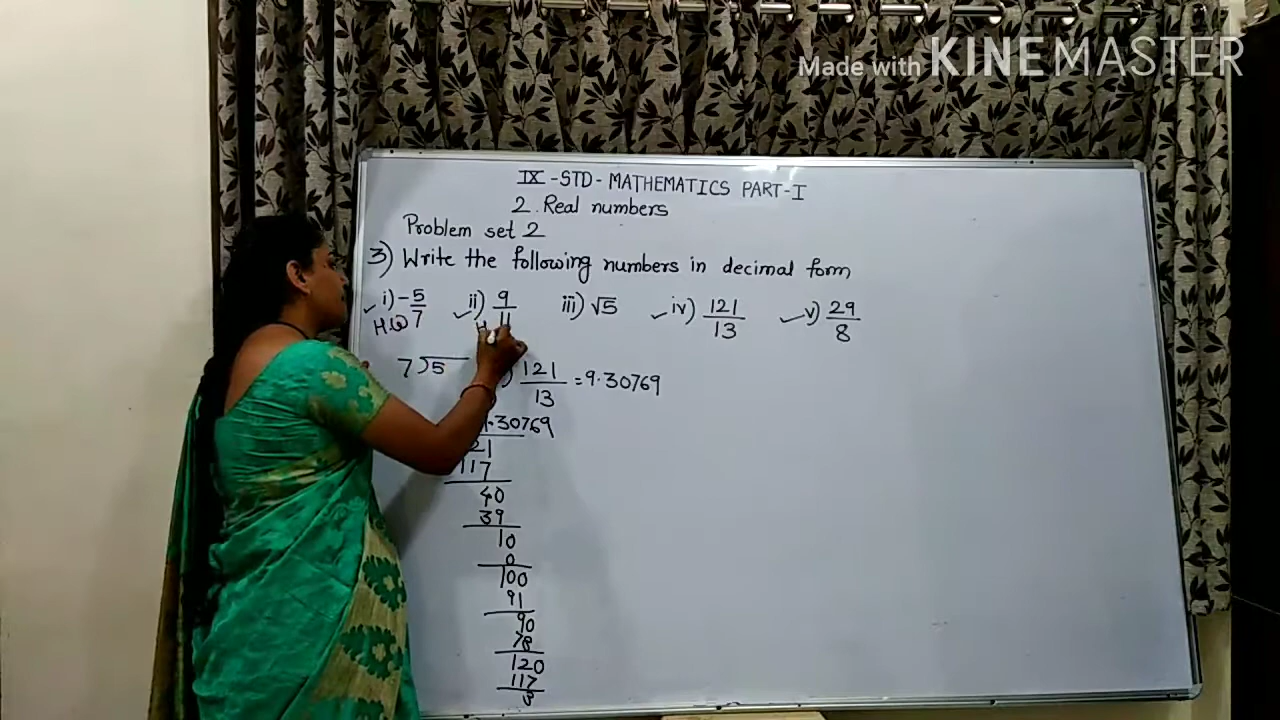 Made with KINEMASTER
IX - STD - MATHEMATICS PART - I
2. Real numbers
Problem set 2
3) Write the following numbers in decimal form
i) -5/7 ii) 9/11 iii) √5 iv) 121/13 v) 29/8
H.W H
7)5 121/13 = 9.30769
.30769
21
117
40
39
10
0
100
91
90
78
120
117
3